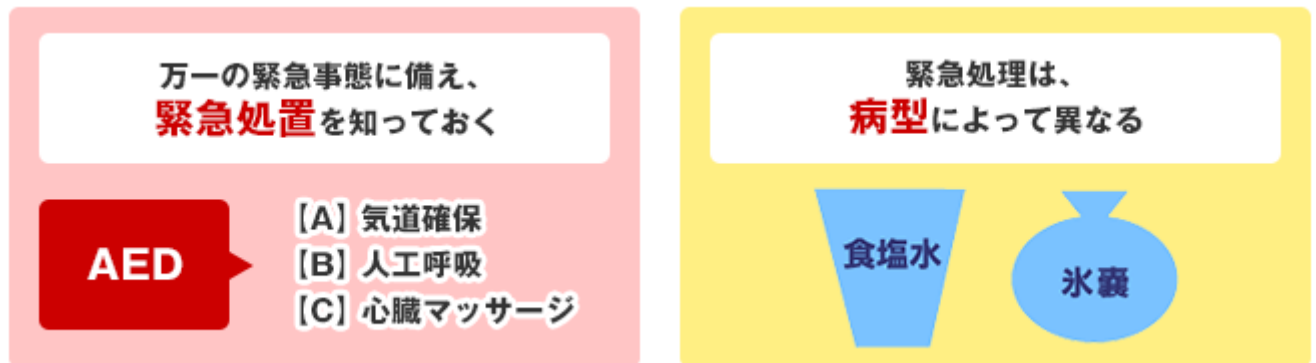 万一の緊急事態に備え、
緊急処置を知っておく
AED
【A】気道確保
【B】人工呼吸
【C】心臓マッサージ
緊急処理は、
病型によって異なる
食塩水
氷嚢